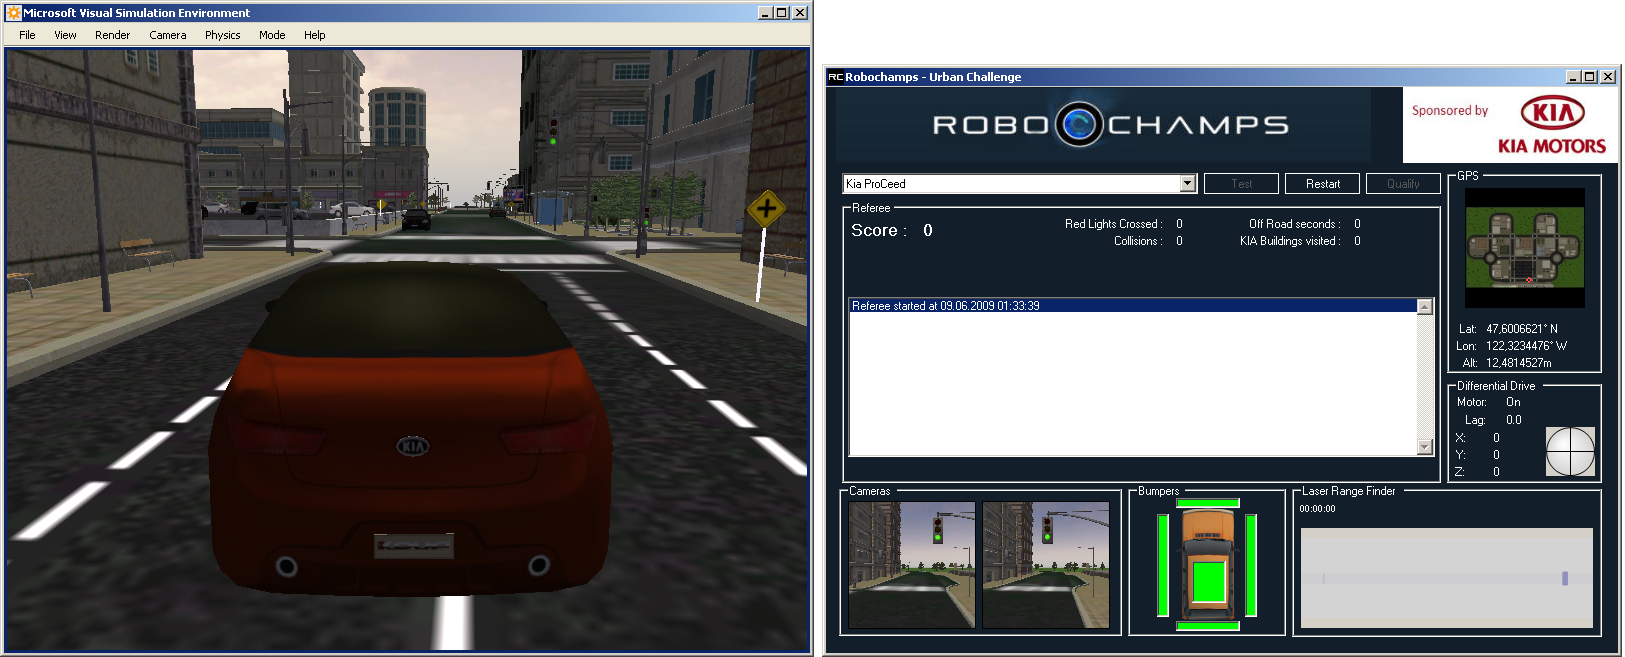 Microsoft Visual Simulation Environment
File View Render Camera Physics Mode Help
KIA
RC Robochamps - Urban Challenge
ROBOCHAMPS
Sponsored by
KIA
KIA MOTORS
Kia ProCeed
Test
Restart
Qualify
Referee
Score : 0
Red Lights Crossed : 0
Off Road seconds : 0
Collisions : 0
KIA Buildings visited : 0
Referee started at 09.06.2009 01:33:39
GPS
Lat: 47,6006621° N
Lon: 122,3234476° W
Alt: 12,4814527m
Differential Drive
Motor: On
Lag: 0.0
X: 0
Y: 0
Z: 0
Cameras
Bumpers
Laser Range Finder
00:00:00